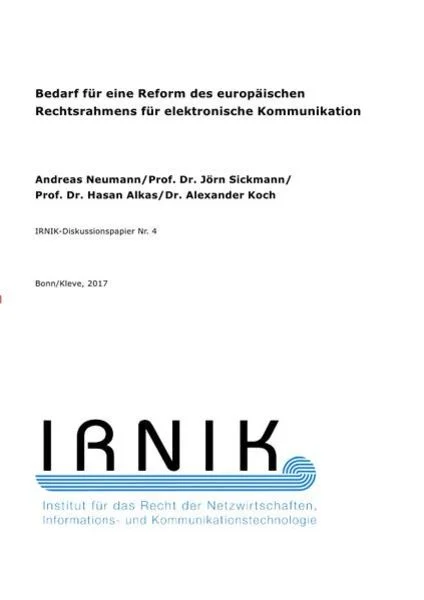 Bedarf für eine Reform des europäischen
Rechtsrahmens für elektronische Kommunikation
Andreas Neumann/Prof. Dr. Jörn Sickmann/
Prof. Dr. Hasan Alkas/Dr. Alexander Koch
IRNIK-Diskussionspapier Nr. 4
Bonn/Kleve, 2017
IRNIK
Institut für das Recht der Netzwirtschaften,
Informations- und Kommunikationstechnologie